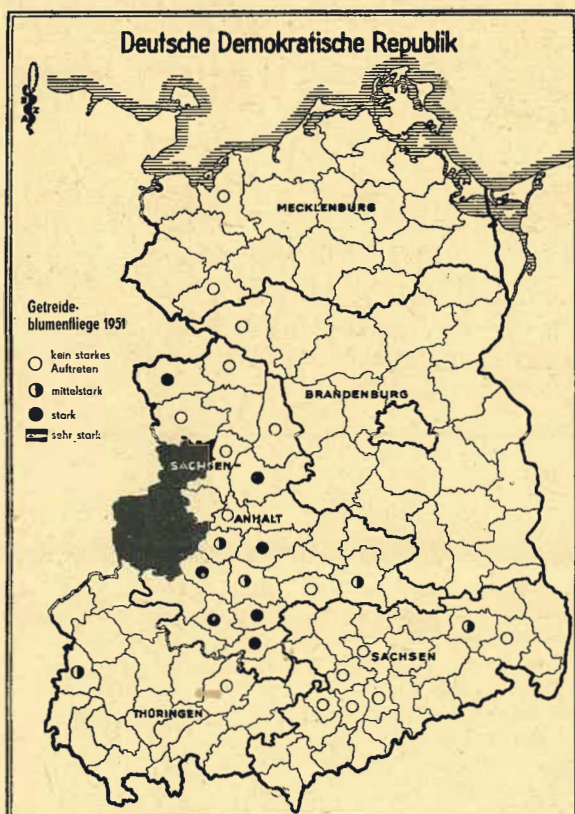 Deutsche Demokratische Republik
MECKLENBURG
Getreide-
blumenfliege 1951
kein starkes
Auftreten
mittelstark
stark
sehr stark
BRANDENBURG
SACHSEN-
ANHALT
SACHSEN
THÜRINGEN